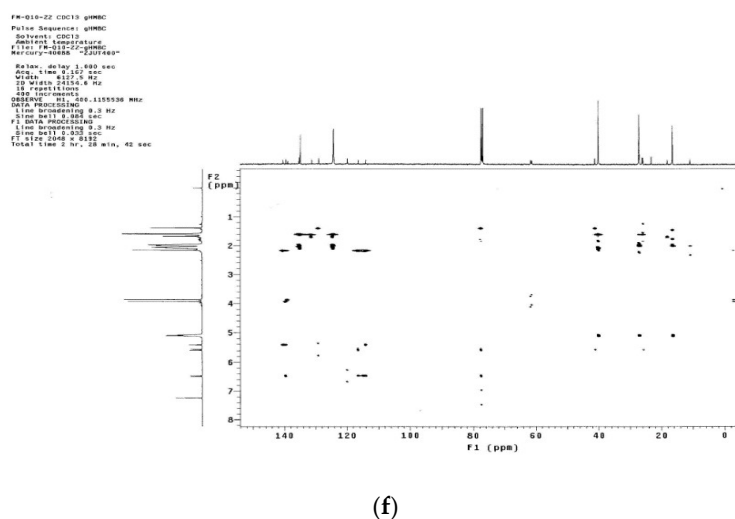 FM-Q10-ZZ CDCl3 gHMBC
Pulse Sequence: gHMBC
Solvent: CDCl3
Ambient temperature
File: FM-Q10-ZZ-gHMBC
Mercury-400BB "ZJUT400"
Relax. delay 1.000 sec
Acq. time 0.167 sec
Width 6127.5 Hz
2D Width 24154.6 Hz
16 repetitions
400 increments
OBSERVE H1, 400.1155536 MHz
DATA PROCESSING
Line broadening 0.3 Hz
Sine bell 0.084 sec
F1 DATA PROCESSING
Line broadening 0.3 Hz
Sine bell 0.033 sec
FT size 2048 x 8192
Total time 2 hr, 28 min, 42 sec
F2
(ppm)
1
2
3
4
5
6
7
8
140 120 100 80 60 40 20 0
F1 (ppm)
(f)